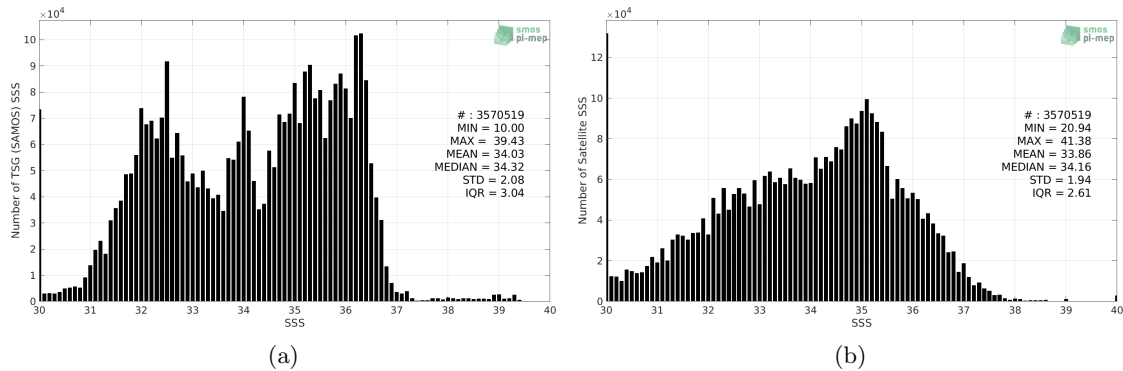 ×10⁴
Number of TSG (SAMOS) SSS
10
9
8
7
6
5
4
3
2
1
0
30 31 32 33 34 35 36 37 38 39 40
SSS
smos
pi-mep
# : 3570519
MIN = 10.00
MAX = 39.43
MEAN = 34.03
MEDIAN = 34.32
STD = 2.08
IQR = 3.04
(a)
×10⁴
Number of Satellite SSS
12
10
8
6
4
2
0
30 31 32 33 34 35 36 37 38 39 40
SSS
smos
pi-mep
# : 3570519
MIN = 20.94
MAX = 41.38
MEAN = 33.86
MEDIAN = 34.16
STD = 1.94
IQR = 2.61
(b)